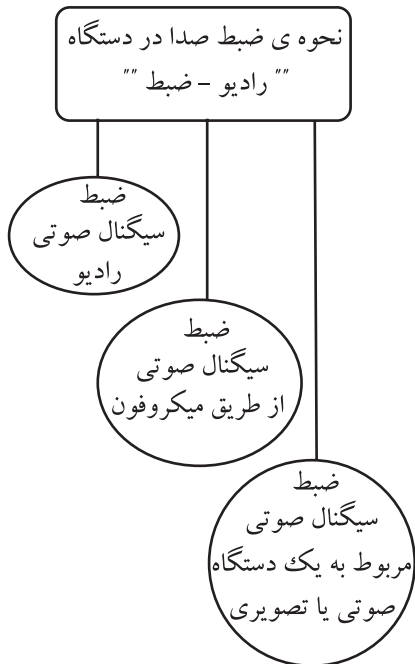 نحوه ی ضبط صدا در دستگاه
"" رادیو – ضبط ""
ضبط
سیگنال صوتی
رادیو
ضبط
سیگنال صوتی
از طریق میکروفون
ضبط
سیگنال صوتی
مربوط به یک دستگاه
صوتی یا تصویری